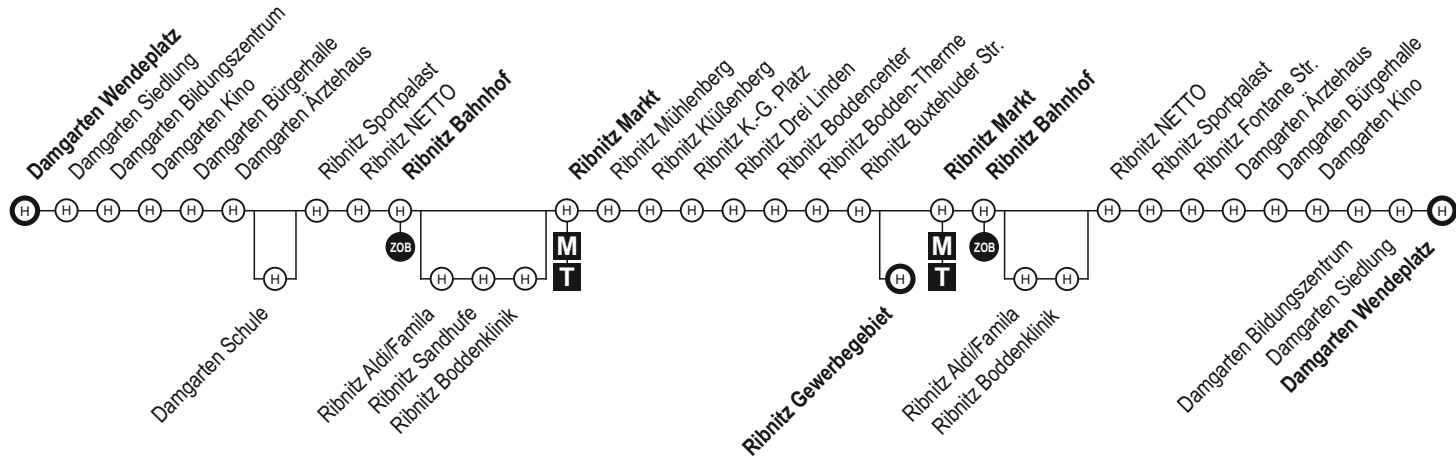 Damgarten Wendeplatz
Damgarten Siedlung
Damgarten Bildungszentrum
Damgarten Kino
Damgarten Bürgerhalle
Damgarten Ärztehaus
Ribnitz Sportpalast
Ribnitz NETTO
Ribnitz Bahnhof
Ribnitz Markt
Ribnitz Mühlenberg
Ribnitz Klüßenberg
Ribnitz K.-G. Platz
Ribnitz Drei Linden
Ribnitz Boddencenter
Ribnitz Bodden-Therme
Ribnitz Buxtehuder Str.
Ribnitz Markt
Ribnitz Bahnhof
Ribnitz NETTO
Ribnitz Sportpalast
Ribnitz Fontane Str.
Damgarten Ärztehaus
Damgarten Bürgerhalle
Damgarten Kino
H H H H H H H H H H H H H H H H H H H H H H H H H H H H H
ZOB M ZOB M
T T
H H H H H H H
Damgarten Schule
Ribnitz Aldi/Famila
Ribnitz Sandhufe
Ribnitz Boddenklinik
Ribnitz Gewerbegebiet
Ribnitz Aldi/Famila
Ribnitz Boddenklinik
Damgarten Bildungszentrum
Damgarten Siedlung
Damgarten Wendeplatz